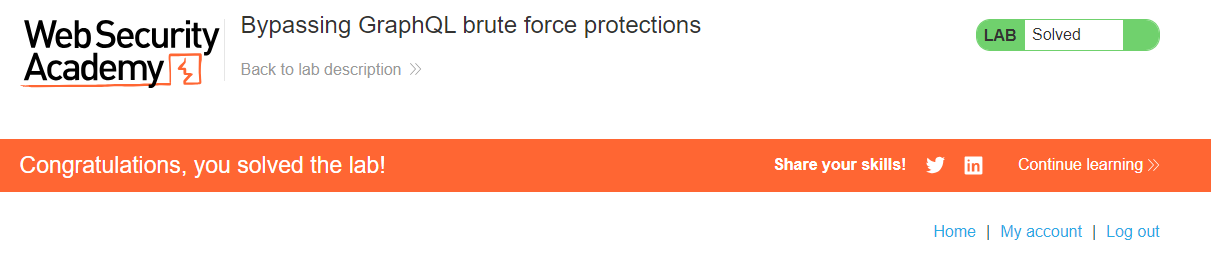 Web Security
Academy
Bypassing GraphQL brute force protections
Back to lab description
LAB Solved
Congratulations, you solved the lab!
Share your skills!
in
Continue learning
Home | My account | Log out